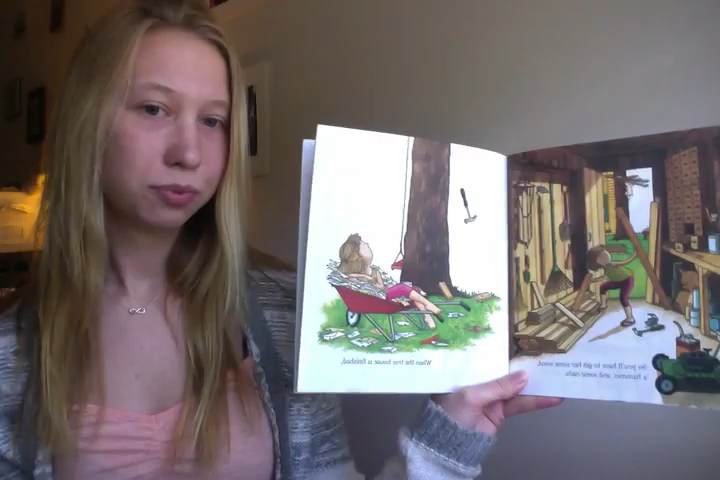 So you'll have to get her some wood,
a hammer, and some nails.
When the tree house is finished,